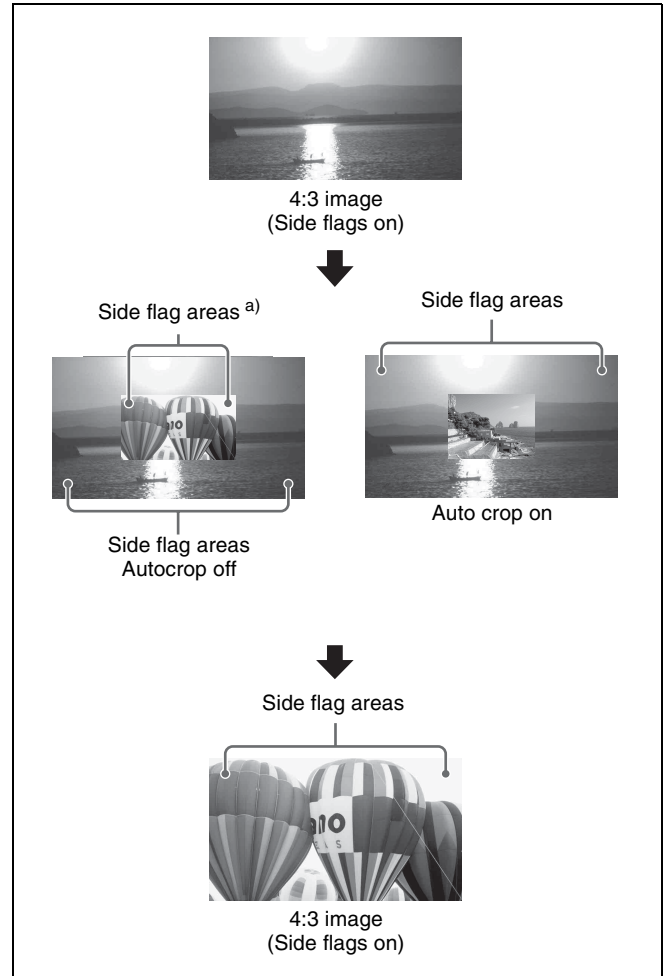 4:3 image
(Side flags on)
Side flag areas a)
Side flag areas
Side flag areas
Autocrop off
Auto crop on
Side flag areas
ano
E L S
4:3 image
(Side flags on)